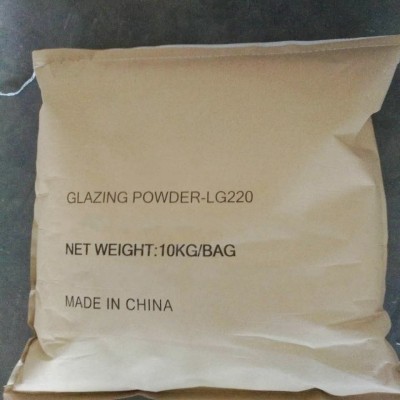 GLAZING POWDER-LG220
NET WEIGHT:10KG/BAG
MADE IN CHINA